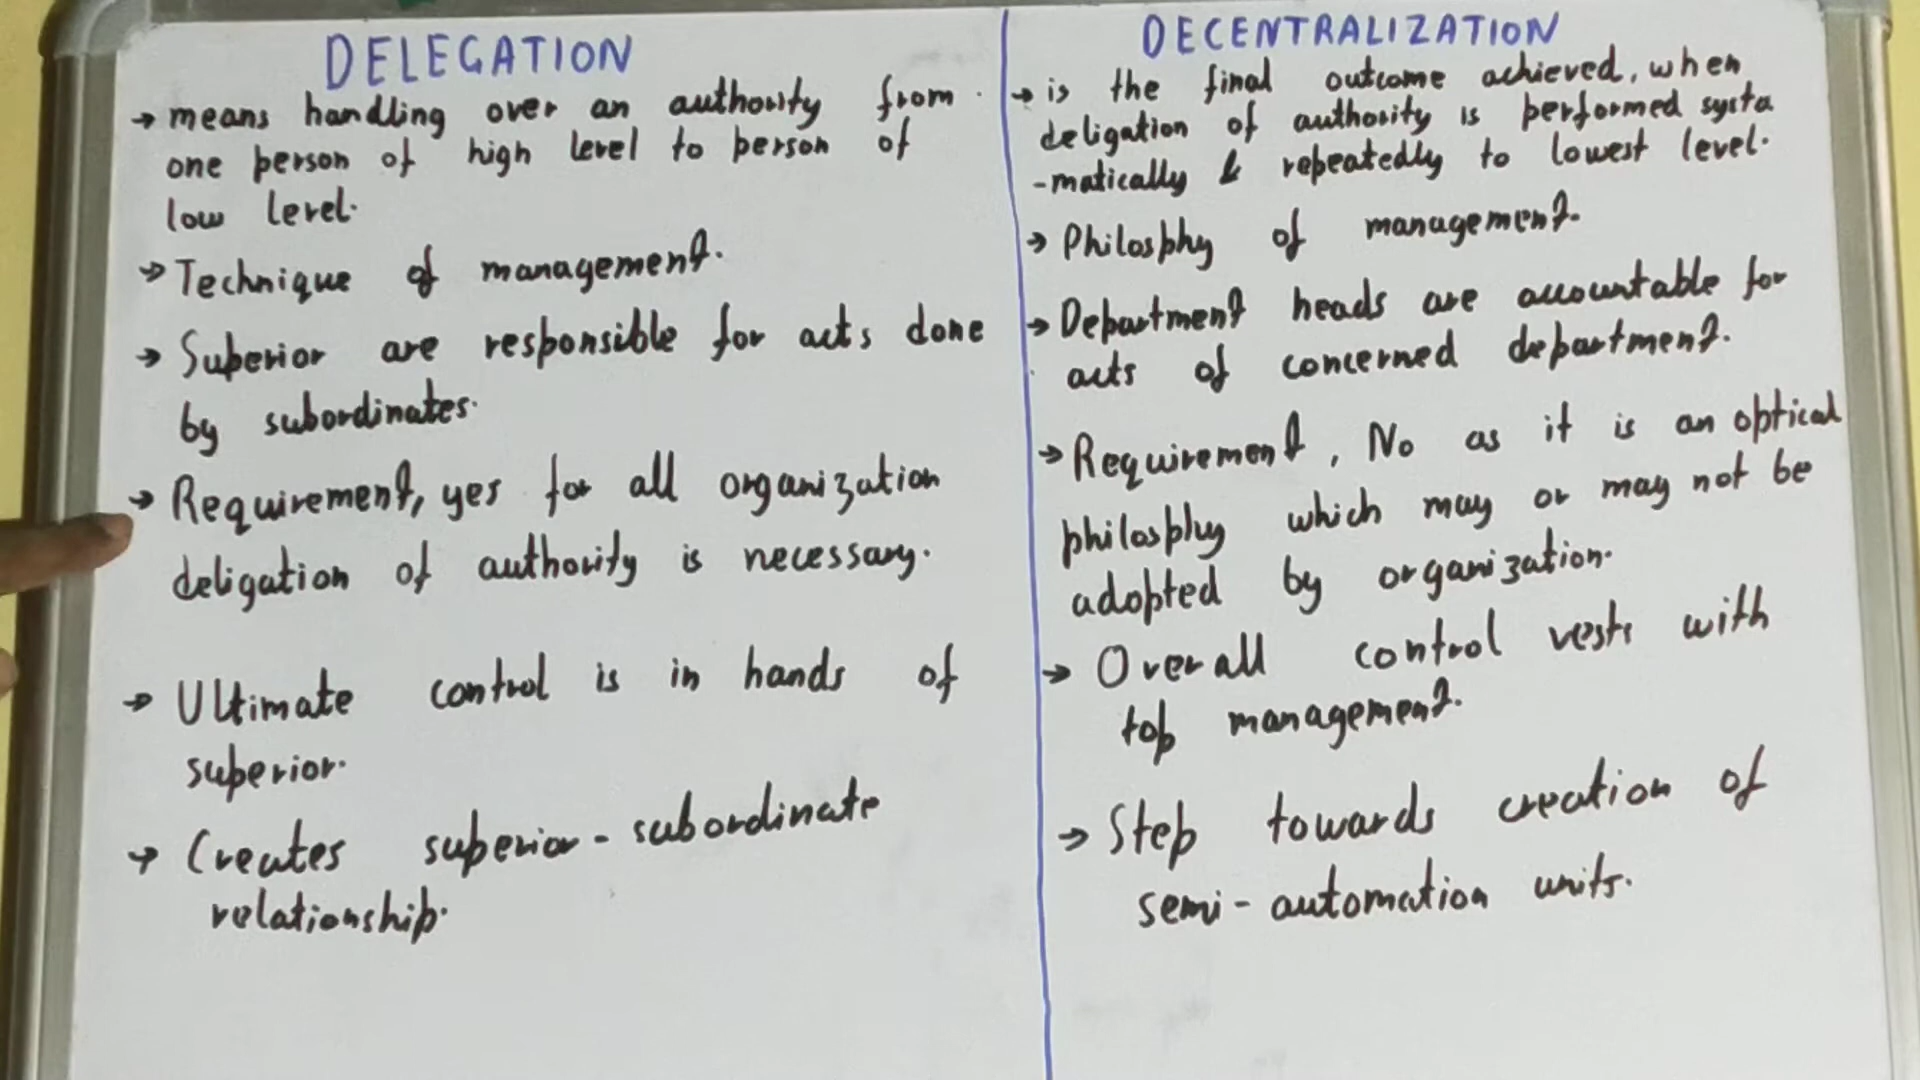 DELEGATION
→ means handling over an authority from
one person of high level to person of
low level.
→ Technique of management.
→ Superior are responsible for acts done
by subordinates.
→ Requirement, yes for all organization
deligation of authority is necessary.
→ Ultimate control is in hands of
superior.
→ Creates superior-subordinate
relationship.
DECENTRALIZATION
→ is the final outcome achieved, when
deligation of authority is performed systa
-matically & repeatedly to lowest level.
→ Philosphy of management.
→ Department heads are accountable for
acts of concerned department.
→ Requirement, No as it is an optical
philosphy which may or may not be
adopted by organization.
→ Overall control vests with
top management.
→ Step towards creation of
semi-automation units.